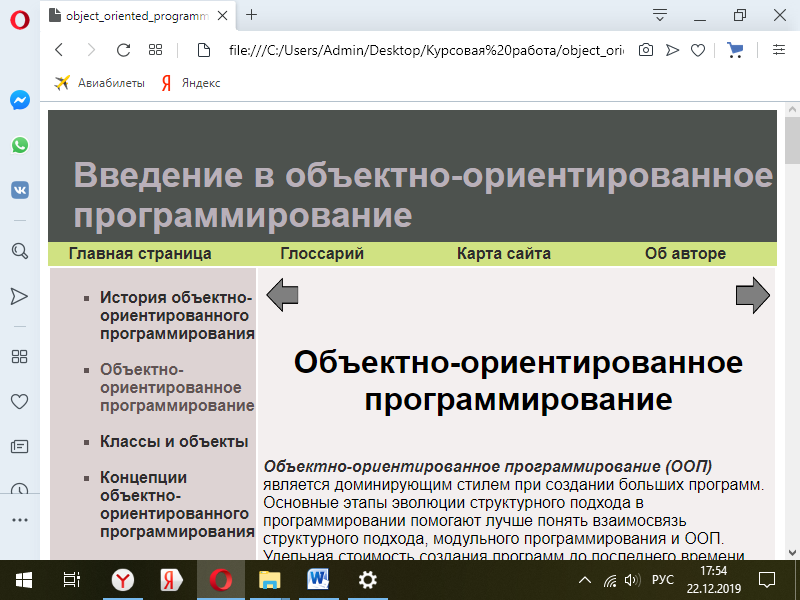 object_oriented_programm
file:///C:/Users/Admin/Desktop/Курсовая%20работа/object_orie
Авиабилеты
Яндекс
Введение в объектно-ориентированное
программирование
Главная страница
Глоссарий
Карта сайта
Об авторе
История объектно-
ориентированного
программирования
Объектно-
ориентированное
программирование
Классы и объекты
Концепции
объектно-
ориентированного
программирования
Объектно-ориентированное
программирование
Объектно-ориентированное программирование (ООП)
является доминирующим стилем при создании больших программ.
Основные этапы эволюции структурного подхода в
программировании помогают лучше понять взаимосвязь
структурного подхода, модульного программирования и ООП.
Удельная стоимость создания программ до последнего времени
РУС
17:54
22.12.2019